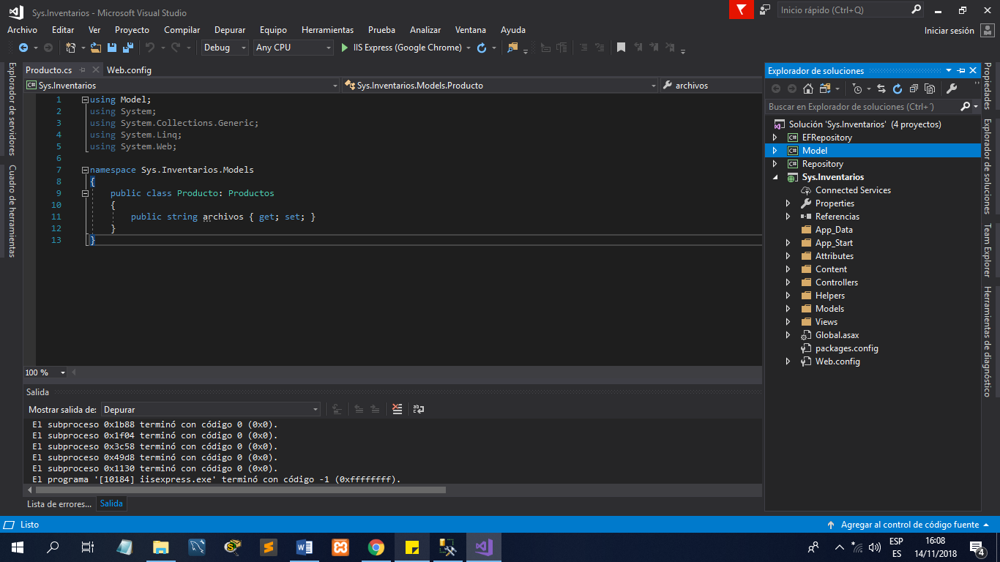 Sys.Inventarios - Microsoft Visual Studio
Inicio rápido (Ctrl+Q)
Archivo Editar Ver Proyecto Compilar Depurar Equipo Herramientas Prueba Analizar Ventana Ayuda
Iniciar sesión
Debug Any CPU IIS Express (Google Chrome)
Explorador de servidores
Cuadro de herramientas
Producto.cs Web.config
Sys.Inventarios Sys.Inventarios.Models.Producto archivos
1 using Model;
2 using System;
3 using System.Collections.Generic;
4 using System.Linq;
5 using System.Web;
6
7 namespace Sys.Inventarios.Models
8 {
9 public class Producto: Productos
10 {
11 public string archivos { get; set; }
12 }
13 }
100 %
Salida
Mostrar salida de: Depurar
El subproceso 0x1b88 terminó con código 0 (0x0).
El subproceso 0x1f04 terminó con código 0 (0x0).
El subproceso 0x3c58 terminó con código 0 (0x0).
El subproceso 0x49d8 terminó con código 0 (0x0).
El subproceso 0x1130 terminó con código 0 (0x0).
El programa '[10184] iisexpress.exe' terminó con código -1 (0xffffffff).
Lista de errores... Salida
Explorador de soluciones
Buscar en Explorador de soluciones (Ctrl+´)
Solución 'Sys.Inventarios' (4 proyectos)
C# EFRepository
C# Model
C# Repository
Sys.Inventarios
Connected Services
Properties
Referencias
App_Data
App_Start
Attributes
Content
Controllers
Helpers
Models
Views
Global.asax
packages.config
Web.config
Propiedades
Explorador de soluciones
Team Explorer
Herramientas de diagnóstico
Listo
Agregar al control de código fuente
ESP
ES
16:08
14/11/2018
4